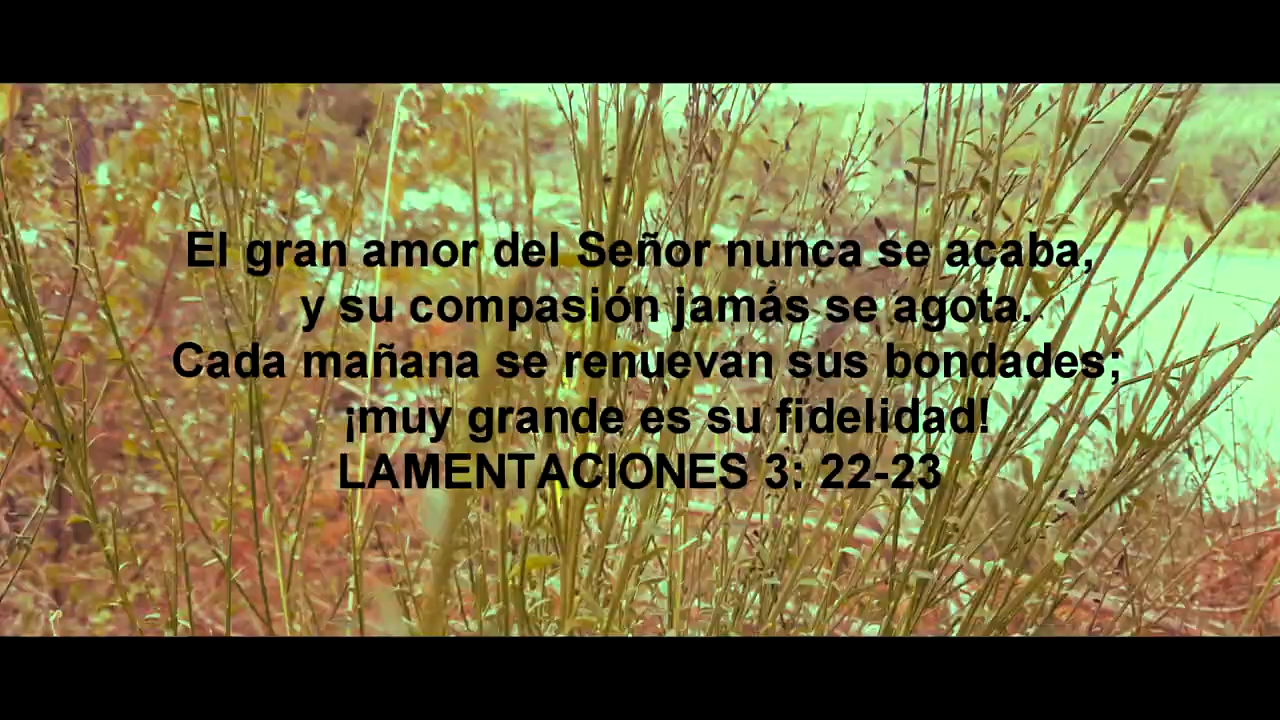 El gran amor del Señor nunca se acaba,
y su compasión jamás se agota.
Cada mañana se renuevan sus bondades;
¡muy grande es su fidelidad!
LAMENTACIONES 3: 22-23